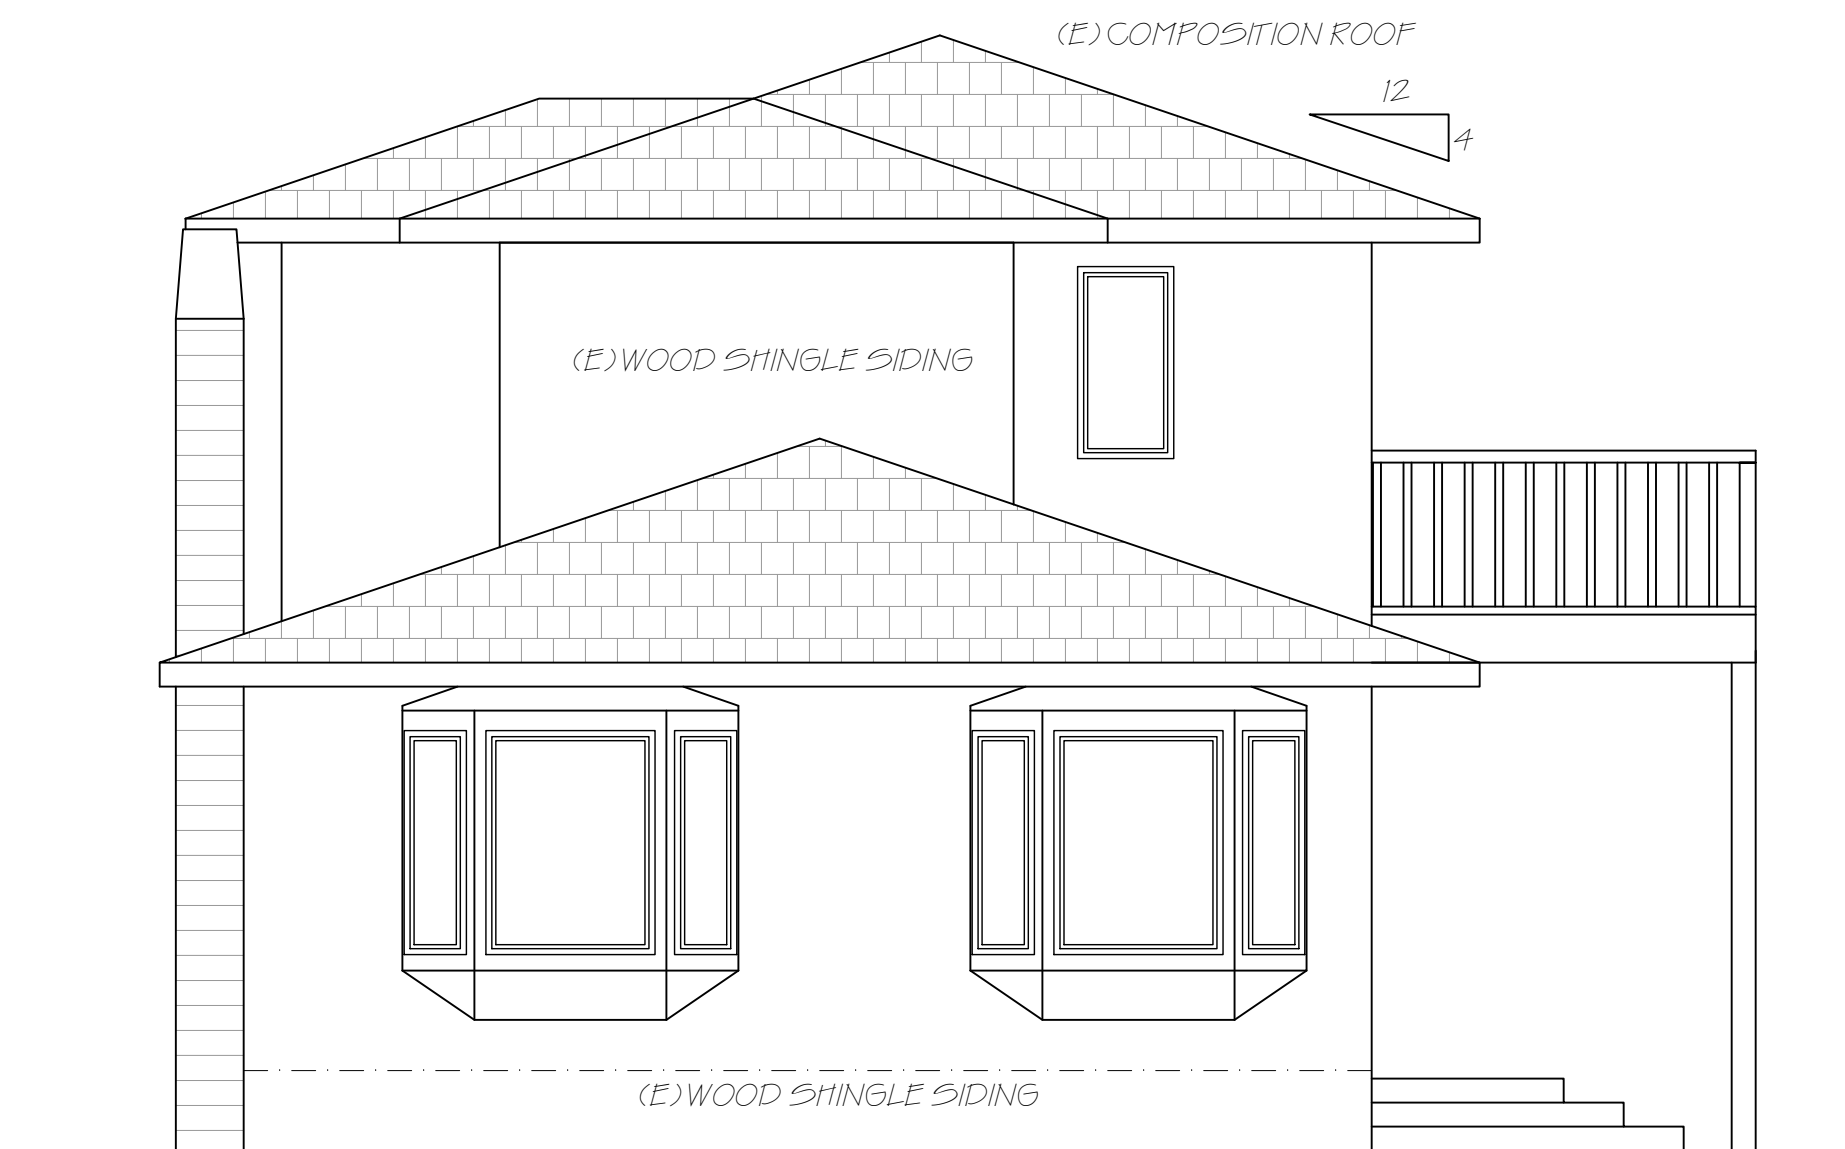 (E) COMPOSITION ROOF
12
4
(E) WOOD SHINGLE SIDING
(E) WOOD SHINGLE SIDING